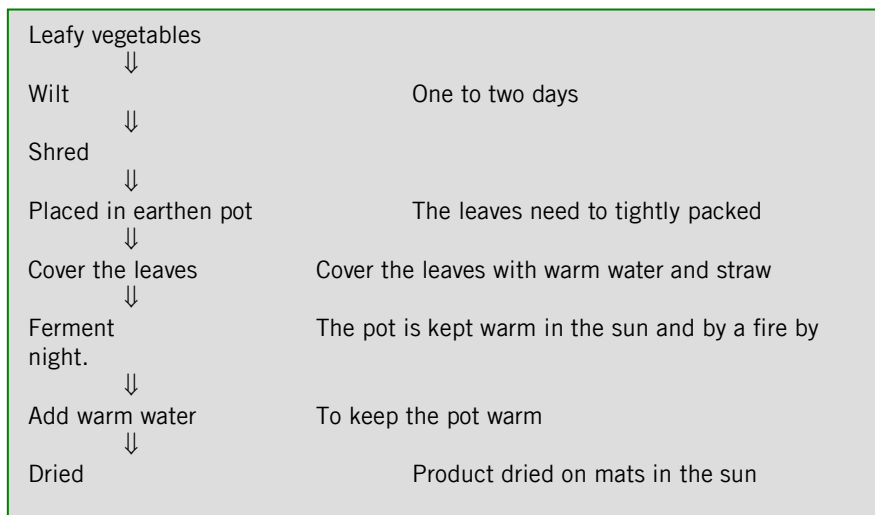 Leafy vegetables
⇓
Wilt One to two days
⇓
Shred
⇓
Placed in earthen pot The leaves need to tightly packed
⇓
Cover the leaves Cover the leaves with warm water and straw
⇓
Ferment The pot is kept warm in the sun and by a fire by
night.
⇓
Add warm water To keep the pot warm
⇓
Dried Product dried on mats in the sun